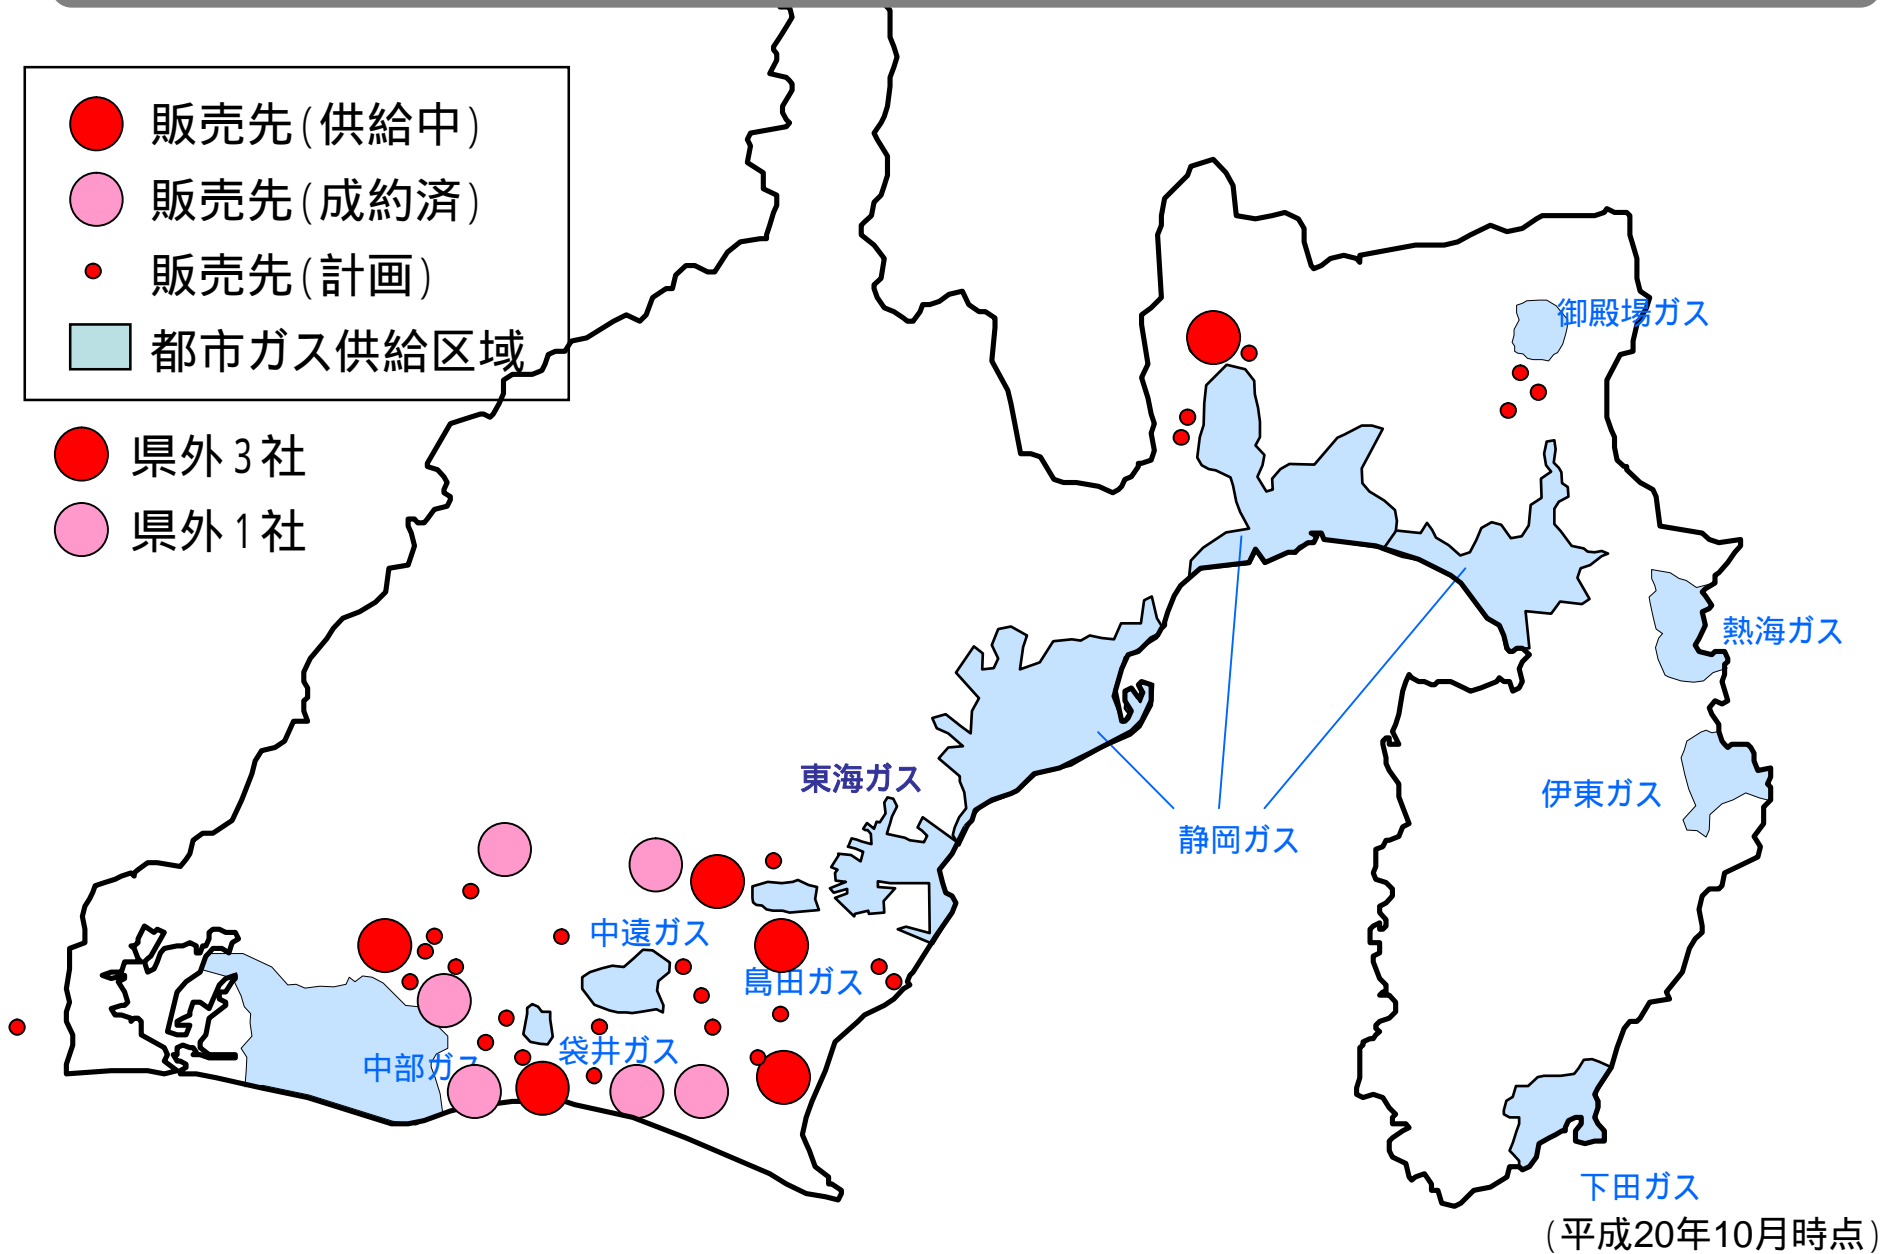 販売先(供給中)
販売先(成約済)
販売先(計画)
都市ガス供給区域
県外3社
県外1社
御殿場ガス
熱海ガス
東海ガス
伊東ガス
静岡ガス
中遠ガス
島田ガス
袋井ガス
中部ガス
下田ガス
(平成20年10月時点)